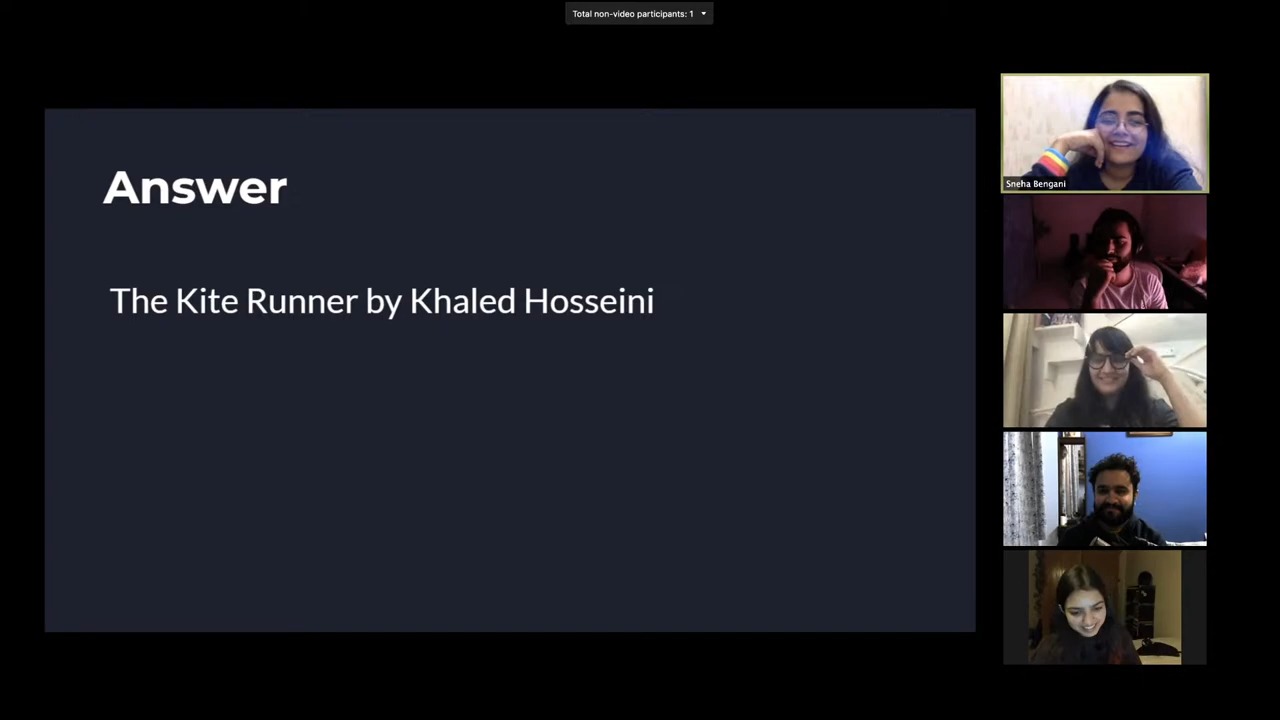 Total non-video participants: 1
Answer
The Kite Runner by Khaled Hosseini
Sneha Bengani